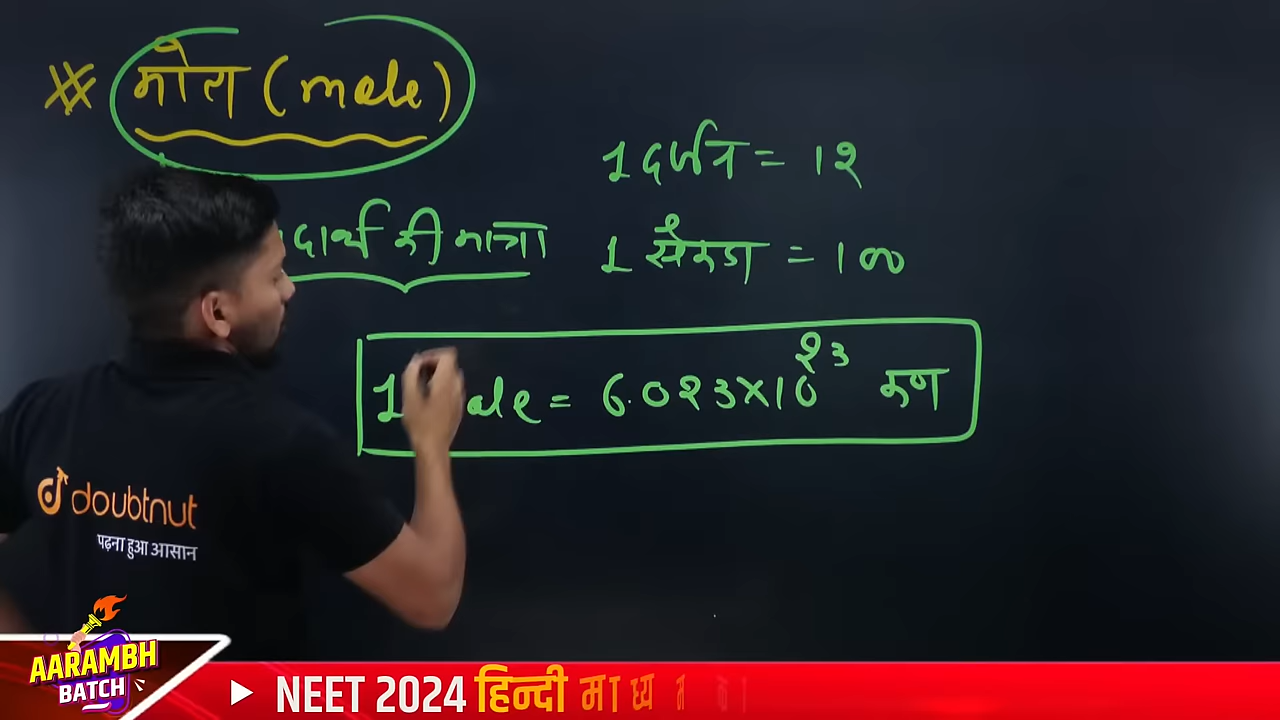 * मोल (mole)
1 दर्जन = 12
पदार्थ की मात्रा
1 सैकडा = 100
1 mole = 6.023×10²³ कण
doubtnut
पढ़ना हुआ आसान
AARAMBH
BATCH
NEET 2024 हिन्दी माध्यम